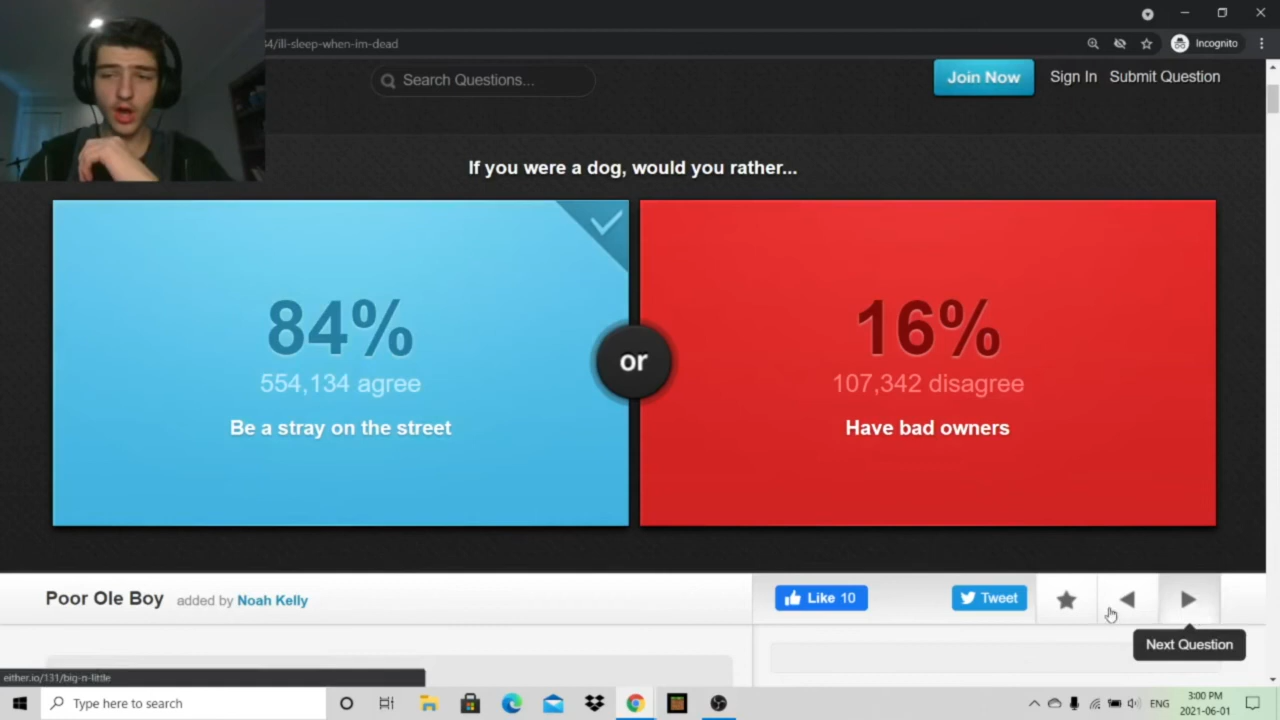 4/ill-sleep-when-im-dead
Incognito
Search Questions...
Join Now
Sign In
Submit Question
If you were a dog, would you rather...
84%
554,134 agree
Be a stray on the street
or
16%
107,342 disagree
Have bad owners
Poor Ole Boy
added by Noah Kelly
Like 10
Tweet
Next Question
either.io/131/big-n-little
Type here to search
ENG
3:00 PM
2021-06-01